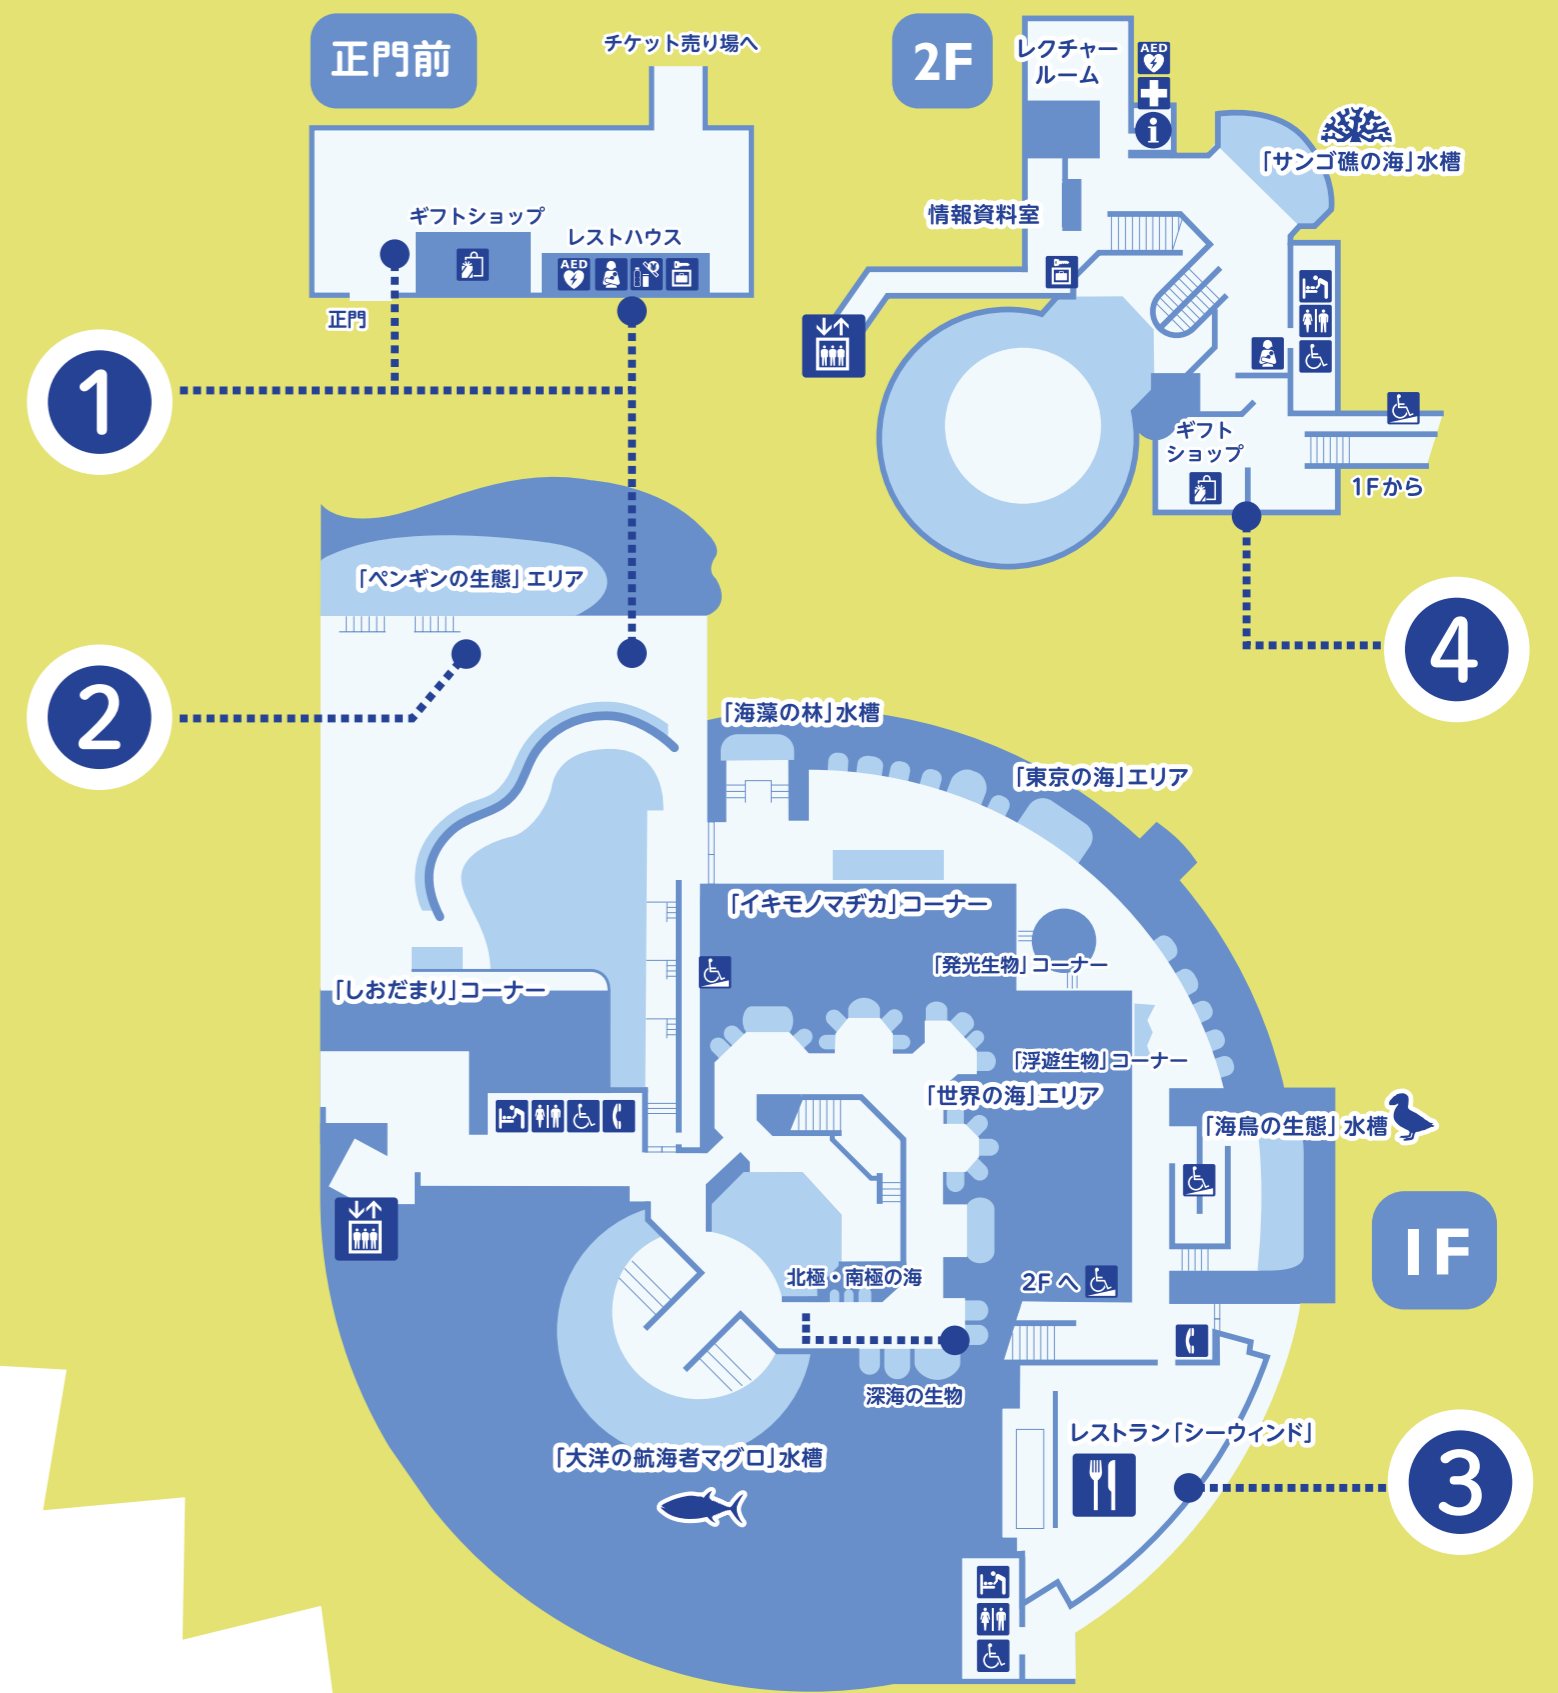 正門前
チケット売り場へ
ギフトショップ
レストハウス
AED
正門
1
2F
レクチャー
ルーム
AED
i
「サンゴ礁の海」水槽
情報資料室
ギフト
ショップ
1Fから
4
「ペンギンの生態」エリア
2
「海藻の林」水槽
「東京の海」エリア
「イキモノマヂカ」コーナー
「発光生物」コーナー
「しおだまり」コーナー
「浮遊生物」コーナー
「世界の海」エリア
「海鳥の生態」水槽
1F
北極・南極の海
2Fへ
深海の生物
レストラン「シーウィンド」
「大洋の航海者マグロ」水槽
3